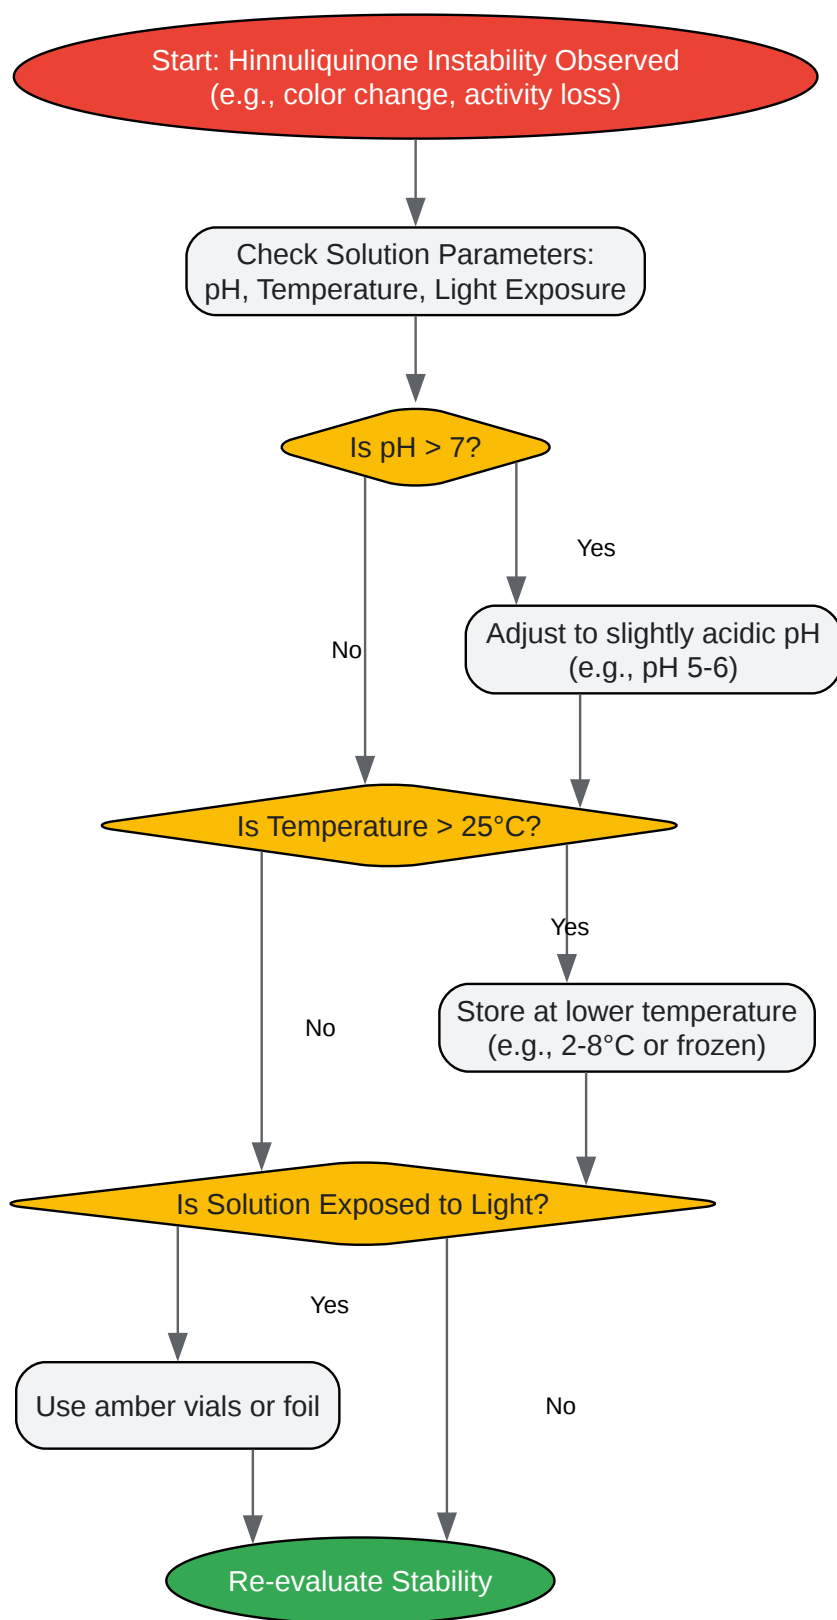 Start: Hinnuliquinone Instability Observed
(e.g., color change, activity loss)
Check Solution Parameters:
pH, Temperature, Light Exposure
Is pH > 7?
Yes
Adjust to slightly acidic pH
(e.g., pH 5-6)
No
Is Temperature > 25°C?
Yes
Store at lower temperature
(e.g., 2-8°C or frozen)
No
Is Solution Exposed to Light?
Yes
Use amber vials or foil
No
Re-evaluate Stability